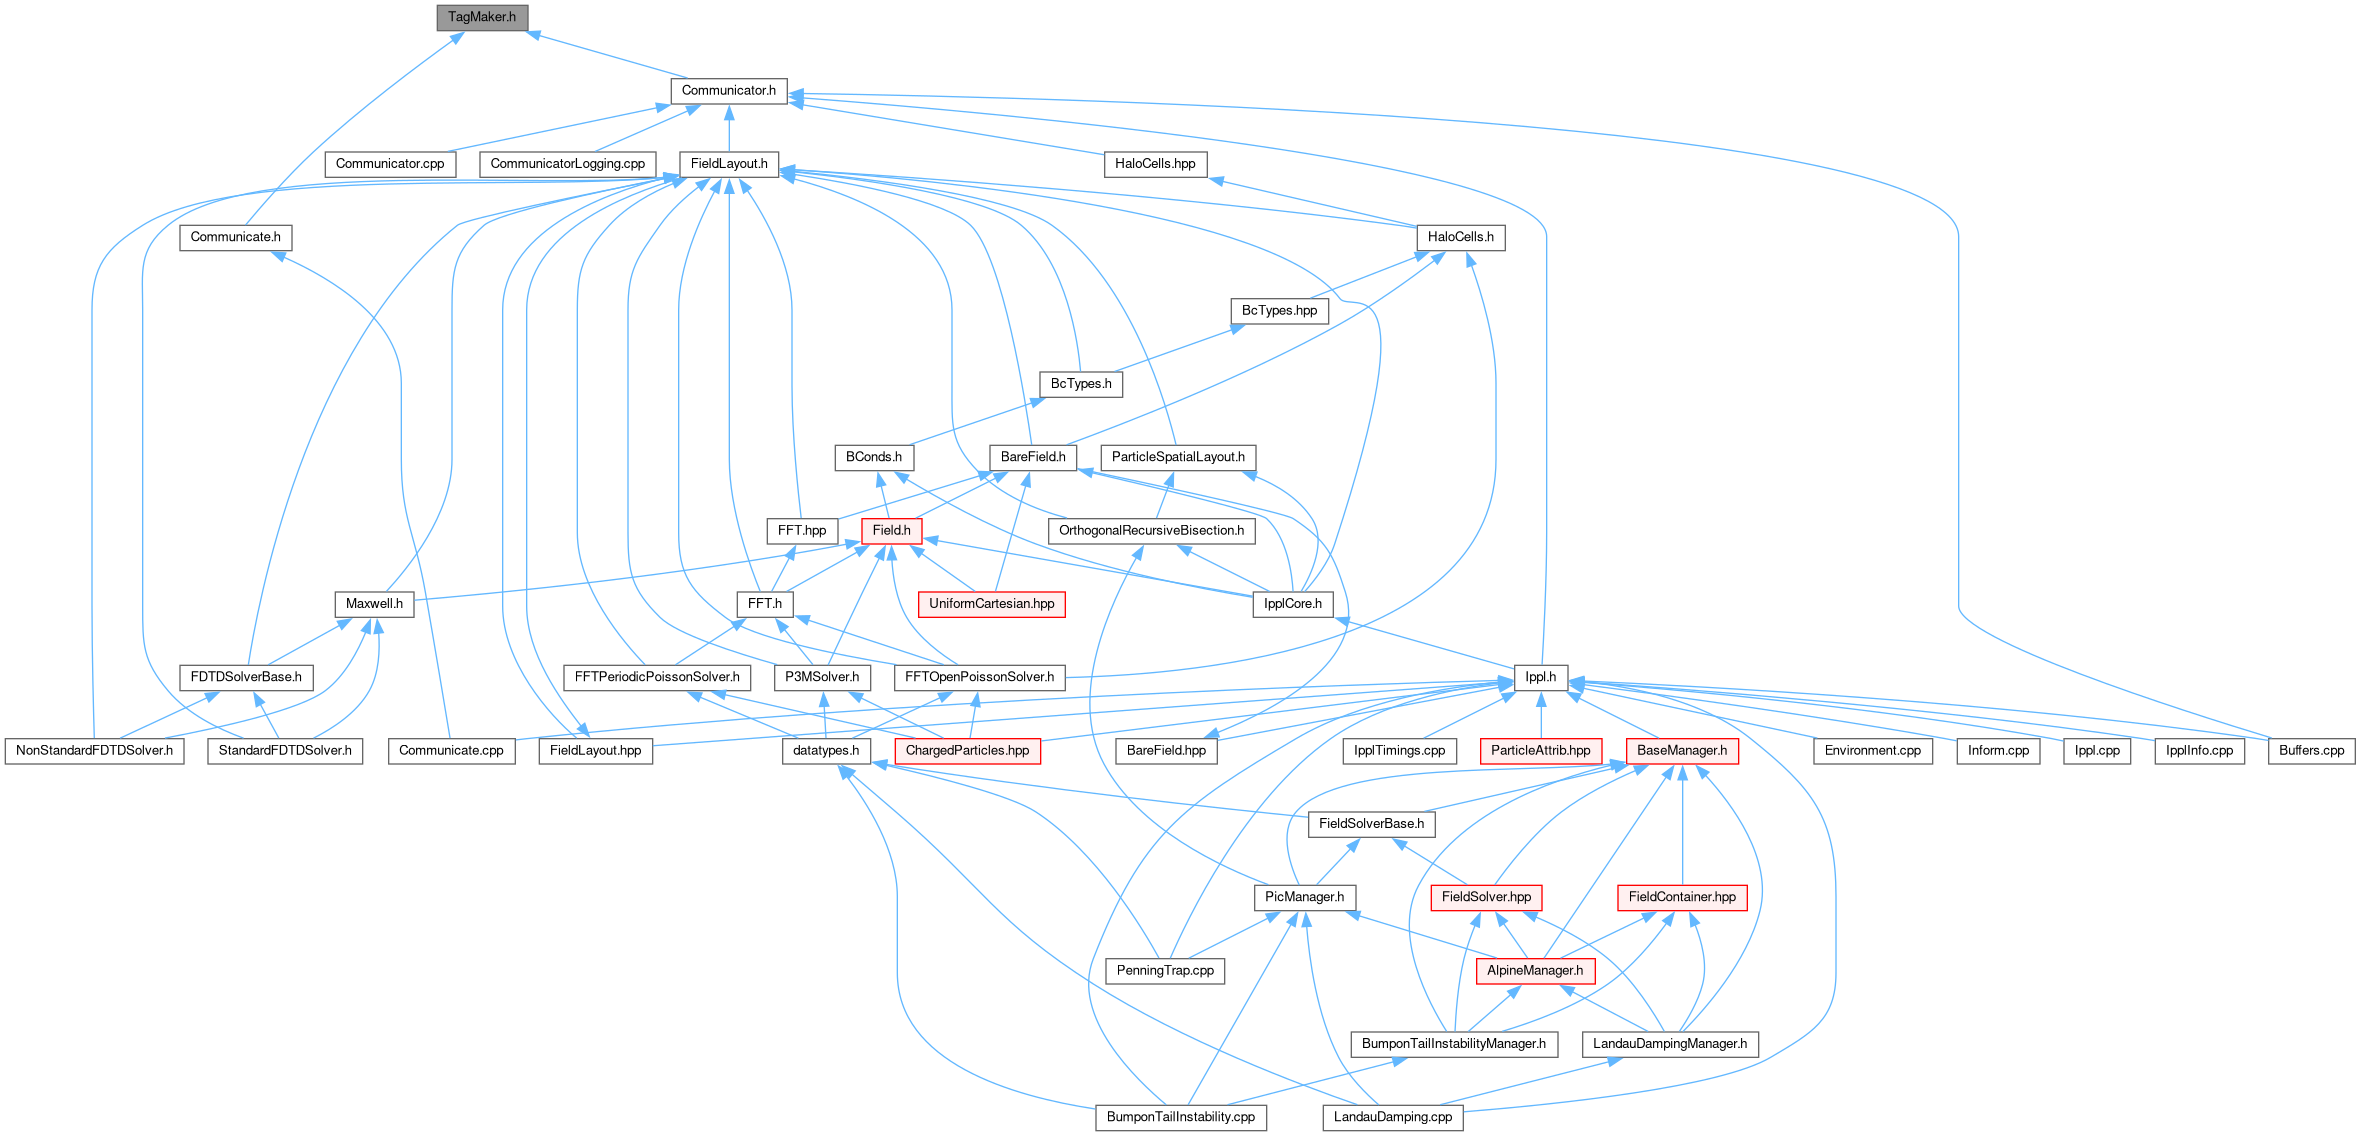 TagMaker.h
Communicator.h
Communicator.cpp
CommunicatorLogging.cpp
FieldLayout.h
HaloCells.hpp
Communicate.h
HaloCells.h
BcTypes.hpp
BcTypes.h
BConds.h
BareField.h
ParticleSpatialLayout.h
FFT.hpp
Field.h
OrthogonalRecursiveBisection.h
Maxwell.h
FFT.h
UniformCartesian.hpp
IpplCore.h
FDTDSolverBase.h
FFTPeriodicPoissonSolver.h
P3MSolver.h
FFTOpenPoissonSolver.h
Ippl.h
NonStandardFDTDSolver.h
StandardFDTDSolver.h
Communicate.cpp
FieldLayout.hpp
datatypes.h
ChargedParticles.hpp
BareField.hpp
IpplTimings.cpp
ParticleAttrib.hpp
BaseManager.h
Environment.cpp
Inform.cpp
Ippl.cpp
IpplInfo.cpp
Buffers.cpp
FieldSolverBase.h
PicManager.h
FieldSolver.hpp
FieldContainer.hpp
PenningTrap.cpp
AlpineManager.h
BumponTailInstabilityManager.h
LandauDampingManager.h
BumponTailInstability.cpp
LandauDamping.cpp